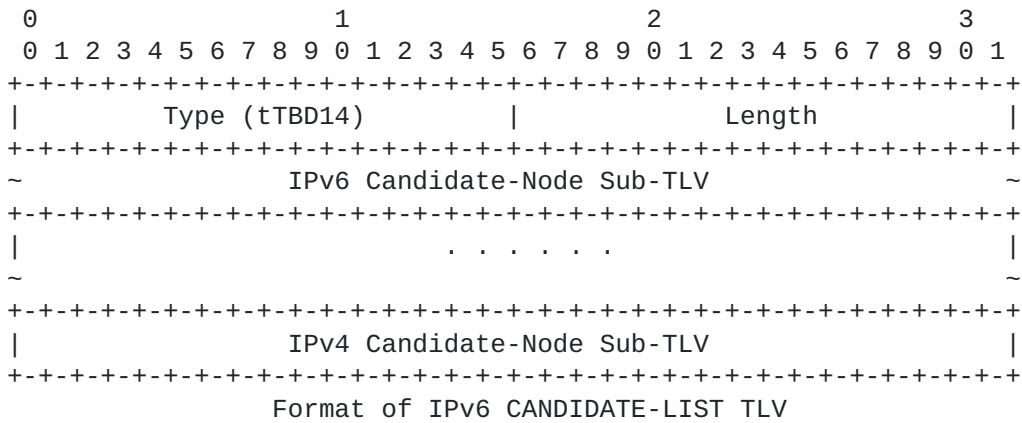 0                   1                   2                   3
 0 1 2 3 4 5 6 7 8 9 0 1 2 3 4 5 6 7 8 9 0 1 2 3 4 5 6 7 8 9 0 1
+-+-+-+-+-+-+-+-+-+-+-+-+-+-+-+-+-+-+-+-+-+-+-+-+-+-+-+-+-+-+-+-+
|         Type (tTBD14)         |             Length            |
+-+-+-+-+-+-+-+-+-+-+-+-+-+-+-+-+-+-+-+-+-+-+-+-+-+-+-+-+-+-+-+-+
~                 IPv6 Candidate-Node Sub-TLV                   ~
+-+-+-+-+-+-+-+-+-+-+-+-+-+-+-+-+-+-+-+-+-+-+-+-+-+-+-+-+-+-+-+-+
|                           . . . . . .                         |
~                                                               ~
+-+-+-+-+-+-+-+-+-+-+-+-+-+-+-+-+-+-+-+-+-+-+-+-+-+-+-+-+-+-+-+-+
|                 IPv4 Candidate-Node Sub-TLV                   |
+-+-+-+-+-+-+-+-+-+-+-+-+-+-+-+-+-+-+-+-+-+-+-+-+-+-+-+-+-+-+-+-+
                 Format of IPv6 CANDIDATE-LIST TLV